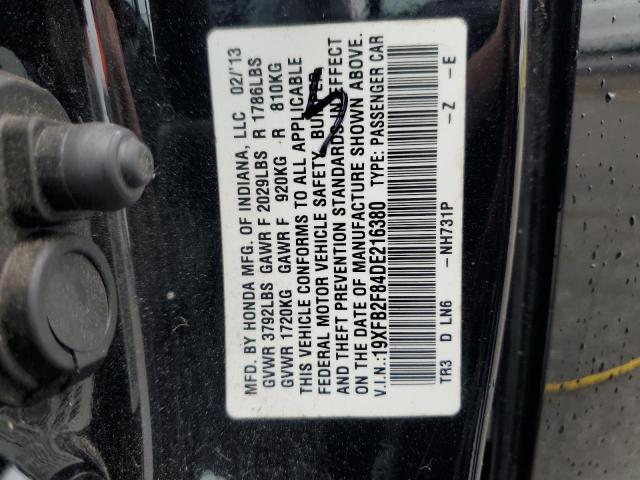 MFD. BY HONDA MFG. OF INDIANA, LLC 02/'13
GVWR 3792LBS GAWR F 2029LBS R 1786LBS
GVWR 1720KG GAWR F 920KG R 810KG
THIS VEHICLE CONFORMS TO ALL APPLICABLE
FEDERAL MOTOR VEHICLE SAFETY, BUMPER
AND THEFT PREVENTION STANDARDS IN EFFECT
ON THE DATE OF MANUFACTURE SHOWN ABOVE.
V.I.N.:19XFB2F84DE216380 TYPE: PASSENGER CAR
TR3 D LN6 -NH731P -Z -E